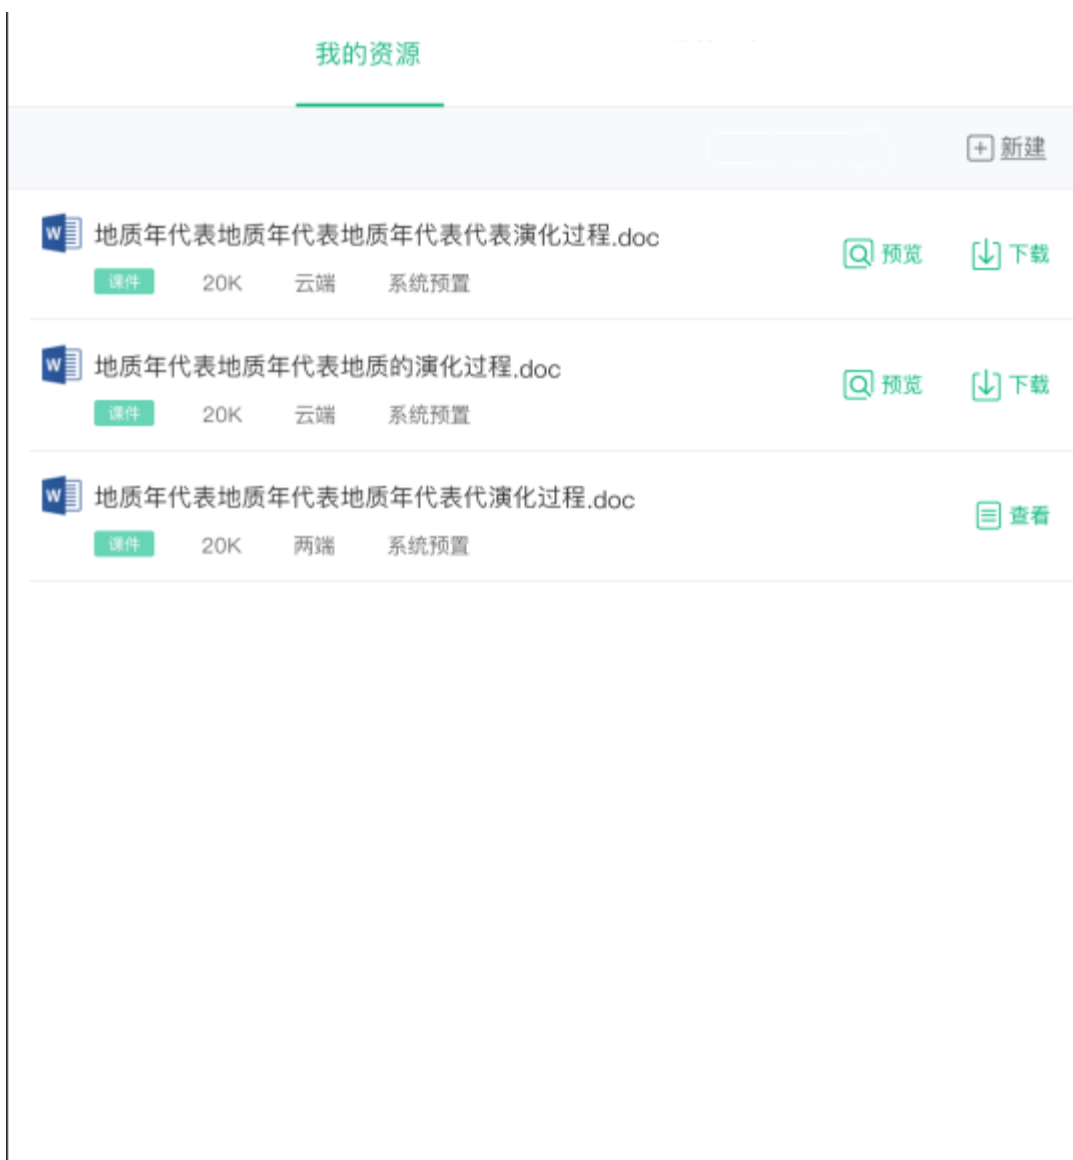 我的资源
新建
地质年代表地质年代表地质年代表代表演化过程.doc
预览 下载
课件 20K 云端 系统预置
地质年代表地质年代表地质的演化过程.doc
预览 下载
课件 20K 云端 系统预置
地质年代表地质年代表地质年代表代演化过程.doc
查看
课件 20K 两端 系统预置